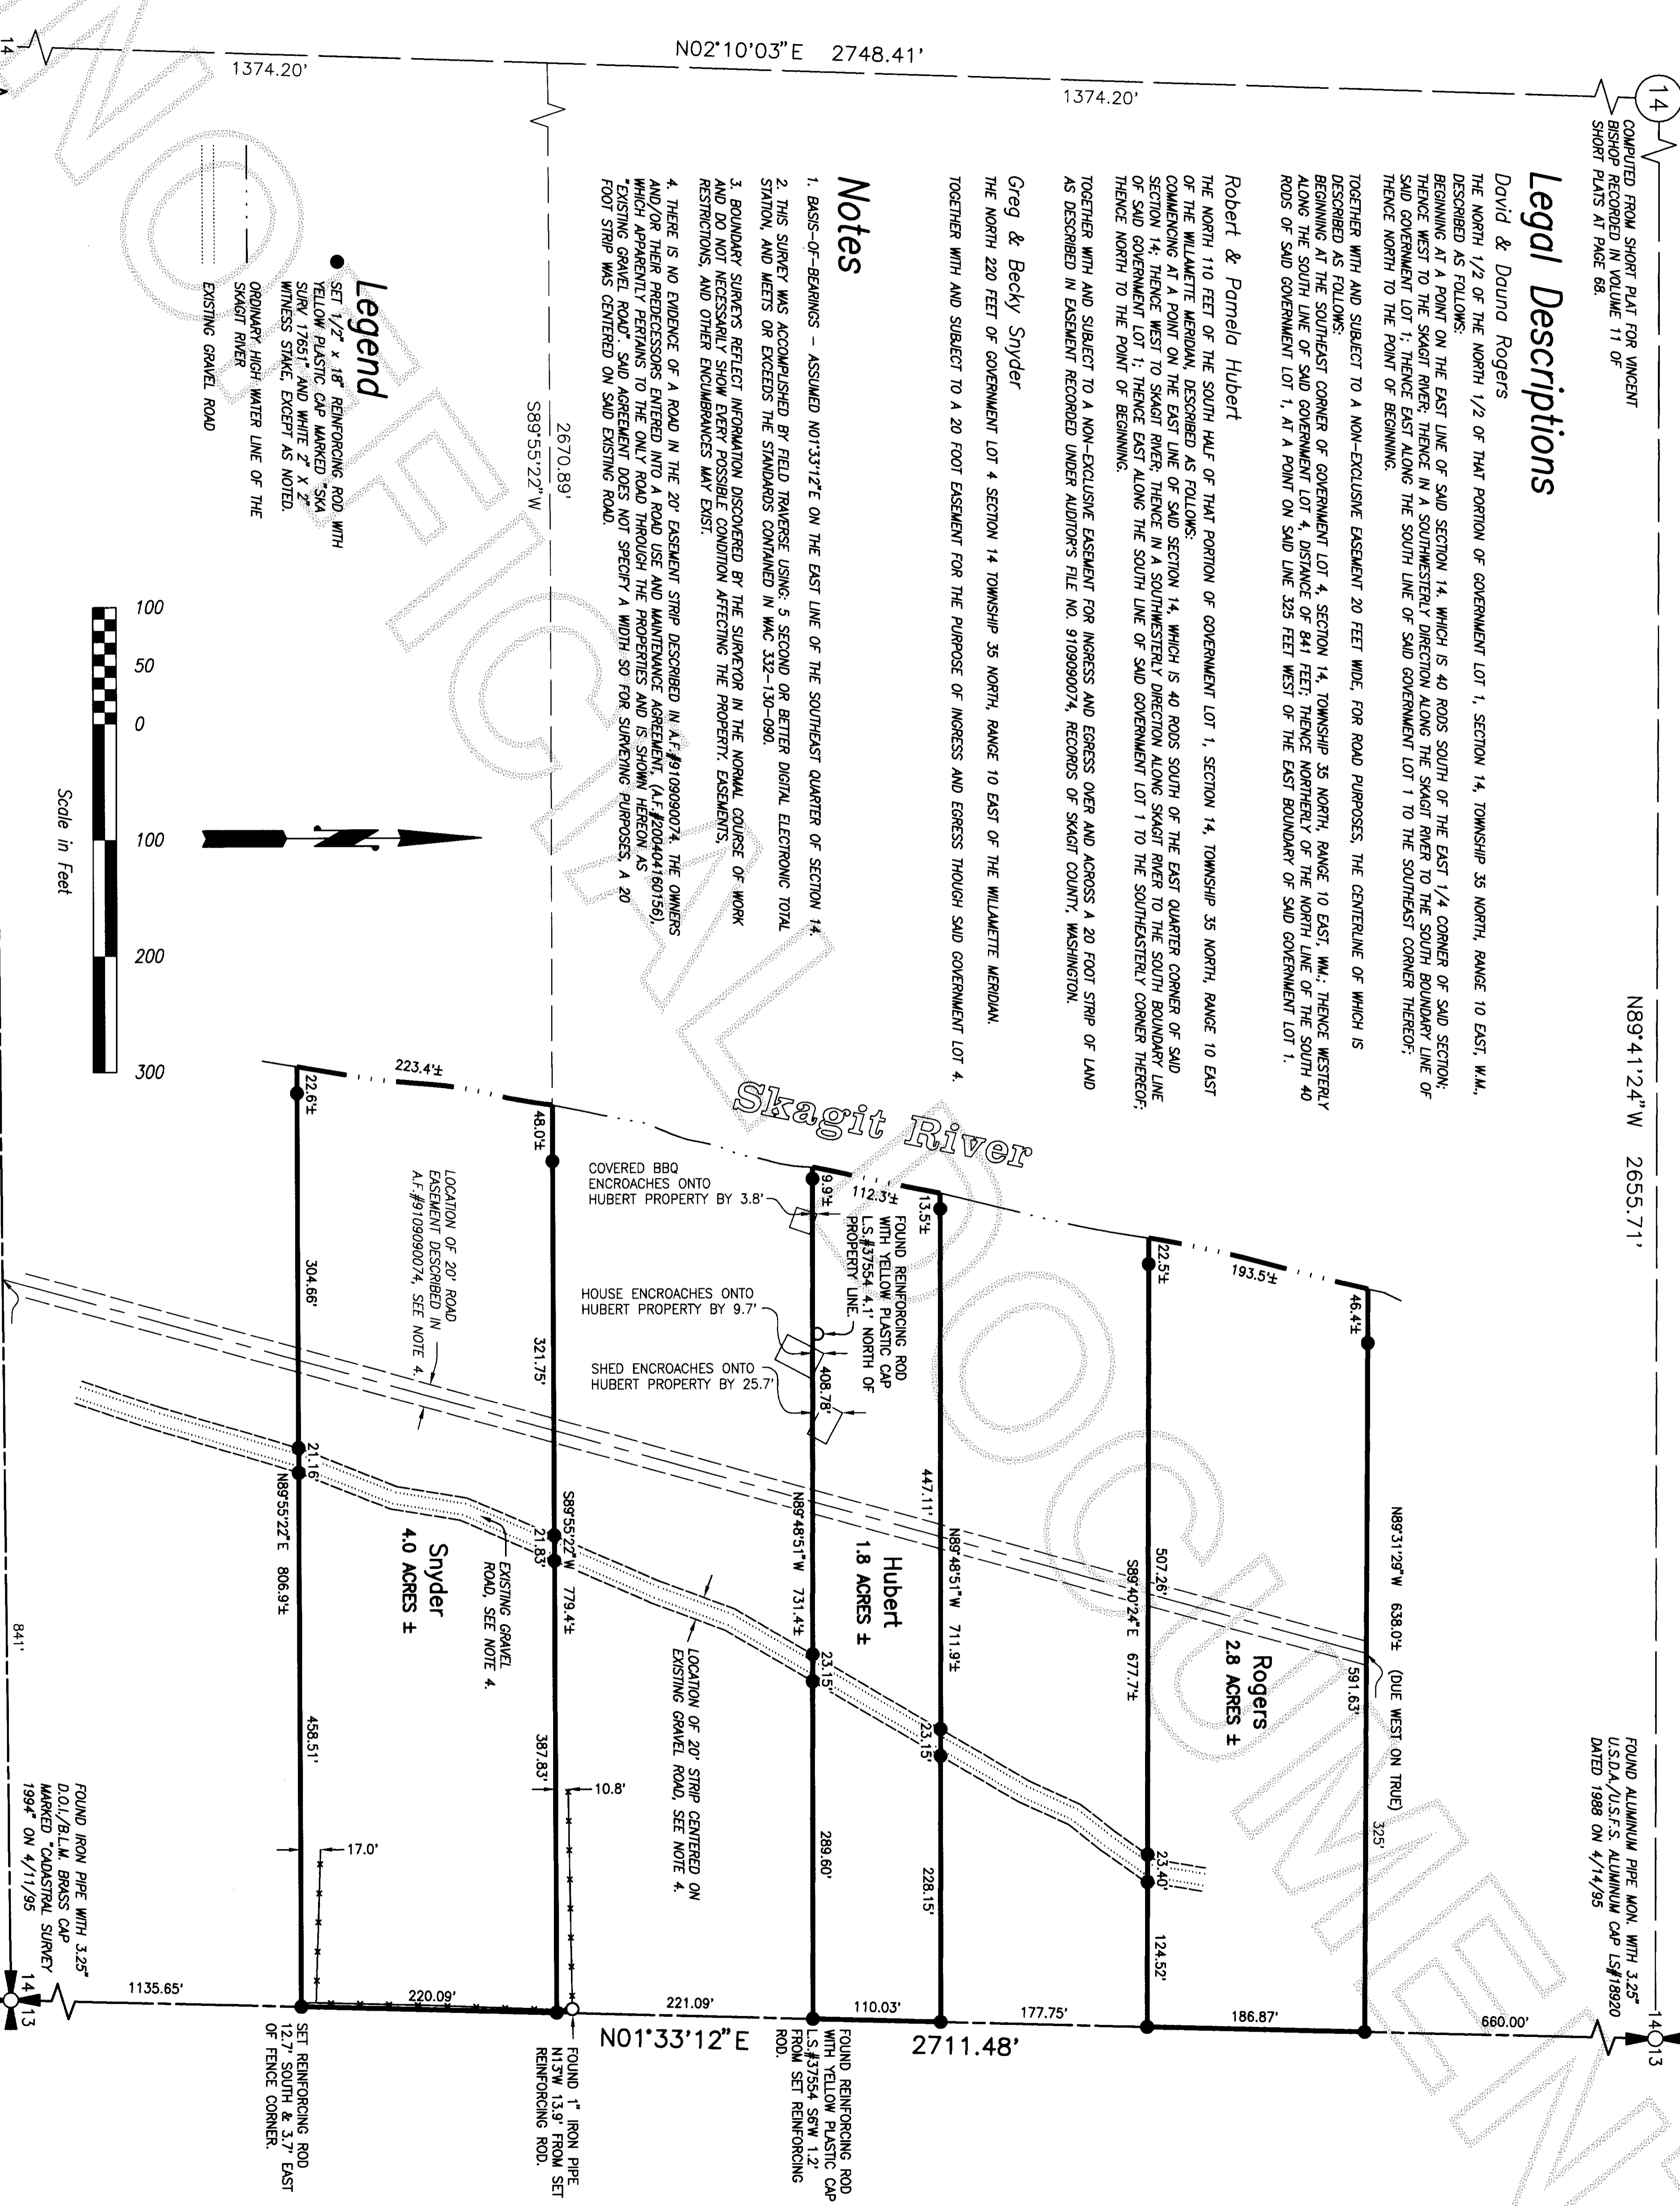 UNOFFICIAL DOCUMENT
14
COMPUTED FROM SHORT PLAT FOR VINCENT
BISHOP RECORDED IN VOLUME 11 OF
SHORT PLATS AT PAGE 68.
N89°41'24"W 2655.71'
FOUND ALUMINUM PIPE MON. WITH 3.25"
U.S.D.A./U.S.F.S. ALUMINUM CAP LS#18920
DATED 1988 ON 4/14/95
14
13
Legal Descriptions
David & Dauna Rogers
THE NORTH 1/2 OF THE NORTH 1/2 OF THAT PORTION OF GOVERNMENT LOT 1, SECTION 14, TOWNSHIP 35 NORTH, RANGE 10 EAST, W.M.,
DESCRIBED AS FOLLOWS:
BEGINNING AT A POINT ON THE EAST LINE OF SAID SECTION 14. WHICH IS 40 RODS SOUTH OF THE EAST 1/4 CORNER OF SAID SECTION;
THENCE WEST TO THE SKAGIT RIVER; THENCE IN A SOUTHWESTERLY DIRECTION ALONG THE SKAGIT RIVER TO THE SOUTH BOUNDARY LINE OF
SAID GOVERNMENT LOT 1; THENCE EAST ALONG THE SOUTH LINE OF SAID GOVERNMENT LOT 1 TO THE SOUTHEAST CORNER THEREOF;
THENCE NORTH TO THE POINT OF BEGINNING.
TOGETHER WITH AND SUBJECT TO A NON-EXCLUSIVE EASEMENT 20 FEET WIDE, FOR ROAD PURPOSES, THE CENTERLINE OF WHICH IS
DESCRIBED AS FOLLOWS:
BEGINNING AT THE SOUTHEAST CORNER OF GOVERNMENT LOT 4, SECTION 14, TOWNSHIP 35 NORTH, RANGE 10 EAST, WM.; THENCE WESTERLY
ALONG THE SOUTH LINE OF SAID GOVERNMENT LOT 4, DISTANCE OF 841 FEET; THENCE NORTHERLY OF THE NORTH LINE OF THE SOUTH 40
RODS OF SAID GOVERNMENT LOT 1, AT A POINT ON SAID LINE 325 FEET WEST OF THE EAST BOUNDARY OF SAID GOVERNMENT LOT 1.
Robert & Pamela Hubert
THE NORTH 110 FEET OF THE SOUTH HALF OF THAT PORTION OF GOVERNMENT LOT 1, SECTION 14, TOWNSHIP 35 NORTH, RANGE 10 EAST
OF THE WILLAMETTE MERIDIAN, DESCRIBED AS FOLLOWS:
COMMENCING AT A POINT ON THE EAST LINE OF SAID SECTION 14, WHICH IS 40 RODS SOUTH OF THE EAST QUARTER CORNER OF SAID
SECTION 14; THENCE WEST TO SKAGIT RIVER; THENCE IN A SOUTHWESTERLY DIRECTION ALONG SKAGIT RIVER TO THE SOUTH BOUNDARY LINE
OF SAID GOVERNMENT LOT 1; THENCE EAST ALONG THE SOUTH LINE OF SAID GOVERNMENT LOT 1 TO THE SOUTHEASTERLY CORNER THEREOF;
THENCE NORTH TO THE POINT OF BEGINNING.
TOGETHER WITH AND SUBJECT TO A NON-EXCLUSIVE EASEMENT FOR INGRESS AND EGRESS OVER AND ACROSS A 20 FOOT STRIP OF LAND
AS DESCRIBED IN EASEMENT RECORDED UNDER AUDITOR'S FILE NO. 9109090074, RECORDS OF SKAGIT COUNTY, WASHINGTON.
Greg & Becky Snyder
THE NORTH 220 FEET OF GOVERNMENT LOT 4 SECTION 14 TOWNSHIP 35 NORTH, RANGE 10 EAST OF THE WILLAMETTE MERIDIAN.
TOGETHER WITH AND SUBJECT TO A 20 FOOT EASEMENT FOR THE PURPOSE OF INGRESS AND EGRESS THOUGH SAID GOVERNMENT LOT 4.
Notes
1. BASIS-OF-BEARINGS - ASSUMED N01°33'12"E ON THE EAST LINE OF THE SOUTHEAST QUARTER OF SECTION 14.
2. THIS SURVEY WAS ACCOMPLISHED BY FIELD TRAVERSE USING: 5 SECOND OR BETTER DIGITAL ELECTRONIC TOTAL
STATION, AND MEETS OR EXCEEDS THE STANDARDS CONTAINED IN WAC 332-130-090.
3. BOUNDARY SURVEYS REFLECT INFORMATION DISCOVERED BY THE SURVEYOR IN THE NORMAL COURSE OF WORK
AND DO NOT NECESSARILY SHOW EVERY POSSIBLE CONDITION AFFECTING THE PROPERTY. EASEMENTS,
RESTRICTIONS, AND OTHER ENCUMBRANCES MAY EXIST.
4. THERE IS NO EVIDENCE OF A ROAD IN THE 20' EASEMENT STRIP DESCRIBED IN A.F.#9109090074. THE OWNERS
AND/OR THEIR PREDECESSORS ENTERED INTO A ROAD USE AND MAINTENANCE AGREEMENT, (A.F.#200404160156),
WHICH APPARENTLY PERTAINS TO THE ONLY ROAD THROUGH THE PROPERTIES AND IS SHOWN HEREON AS
"EXISTING GRAVEL ROAD". SAID AGREEMENT DOES NOT SPECIFY A WIDTH SO FOR SURVEYING PURPOSES, A 20
FOOT STRIP WAS CENTERED ON SAID EXISTING ROAD.
Legend
SET 1/2" x 18" REINFORCING ROD WITH
YELLOW PLASTIC CAP MARKED "SKA
SURV 17651" AND WHITE 2" X 2"
WITNESS STAKE, EXCEPT AS NOTED.
ORDINARY HIGH WATER LINE OF THE
SKAGIT RIVER
EXISTING GRAVEL ROAD
100
50
0
100
200
300
Scale in Feet
N02°10'03"E 2748.41'
1374.20'
1374.20'
14
2670.89'
S89°55'22"W
Skagit River
N89°31'29"W 638.0'± (DUE WEST ON TRUE)
46.4'±
591.63'
325'
660.00'
193.5'±
Rogers
2.8 ACRES ±
186.87'
22.5'±
507.26'
S89°40'24"E 677.7'±
23.40'
124.52'
177.75'
13.5'±
447.11'
N89°48'51"W 711.9'±
23.15'
228.15'
112.3'±
FOUND REINFORCING ROD
WITH YELLOW PLASTIC CAP
L.S.#37554 4.1' NORTH OF
PROPERTY LINE.
Hubert
1.8 ACRES ±
110.03'
9.9'±
408.78'
N89°48'51"W 731.4'±
23.15'
289.60'
FOUND REINFORCING ROD
WITH YELLOW PLASTIC CAP
L.S.#37554 S6°W 1.2'
FROM SET REINFORCING
ROD.
COVERED BBQ
ENCROACHES ONTO
HUBERT PROPERTY BY 3.8'
HOUSE ENCROACHES ONTO
HUBERT PROPERTY BY 9.7'
SHED ENCROACHES ONTO
HUBERT PROPERTY BY 25.7'
LOCATION OF 20' STRIP CENTERED ON
EXISTING GRAVEL ROAD, SEE NOTE 4.
N01°33'12"E 2711.48'
221.09'
10.8'
48.0'±
321.75'
S89°55'22"W 779.4'±
21.83'
387.83'
FOUND 1" IRON PIPE
N13°W 13.9' FROM SET
REINFORCING ROD.
223.4'±
LOCATION OF 20' ROAD
EASEMENT DESCRIBED IN
A.F.#9109090074, SEE NOTE 4.
EXISTING GRAVEL
ROAD, SEE NOTE 4.
Snyder
4.0 ACRES ±
220.09'
17.0'
22.6'±
304.66'
21.16'
N89°55'22"E 806.9'±
458.51'
SET REINFORCING ROD
12.7' SOUTH & 3.7' EAST
OF FENCE CORNER.
1135.65'
FOUND IRON PIPE WITH 3.25"
D.O.I./B.L.M. BRASS CAP
MARKED "CADASTRAL SURVEY
1994" ON 4/11/95
841'
14
13